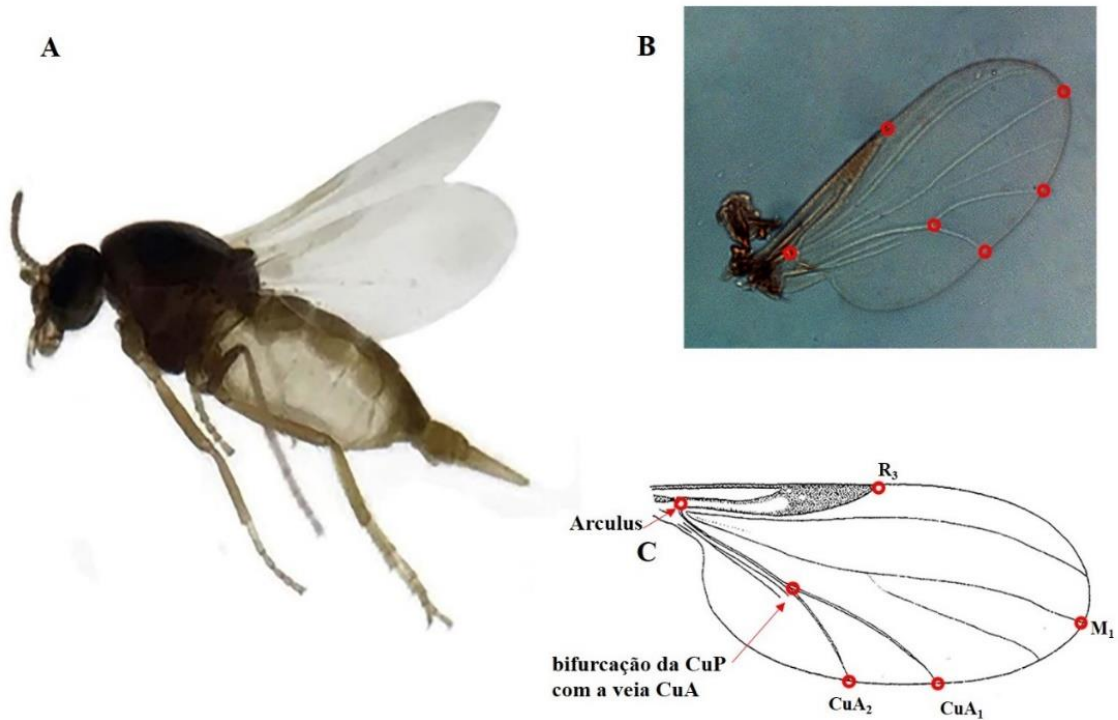 A
B
R3
Arculus
C
M1
bifurcação da CuP
com a veia CuA
CuA2
CuA1